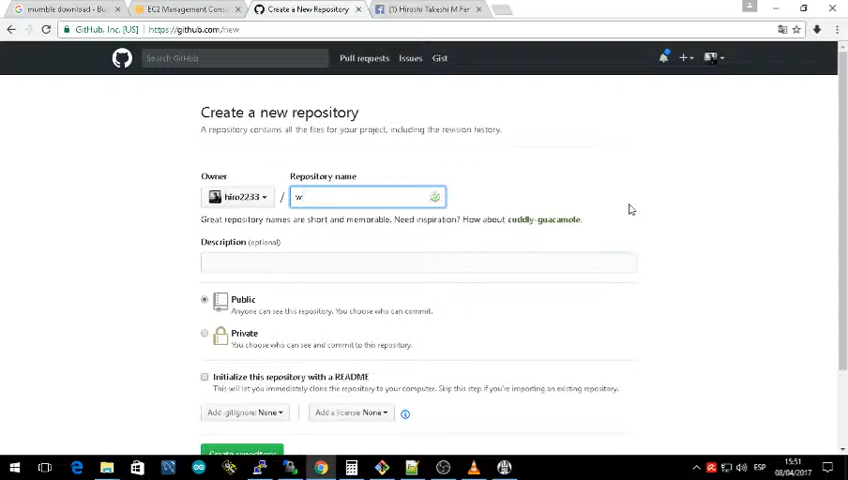 mumble download - Bu
EC2 Management Conso
Create a New Repository
(1) Hiroshi Takeshi M Fer
GitHub, Inc. [US]
https://github.com/new
Search GitHub
Pull requests
Issues
Gist
Create a new repository
A repository contains all the files for your project, including the revision history.
Owner
Repository name
hiro2233
/
w
Great repository names are short and memorable. Need inspiration? How about cuddly-guacamole.
Description (optional)
Public
Anyone can see this repository. You choose who can commit.
Private
You choose who can see and commit to this repository.
Initialize this repository with a README
This will let you immediately clone the repository to your computer. Skip this step if you're importing an existing repository.
Add .gitignore: None
Add a license: None
Create repository
ESP
15:51
08/04/2017